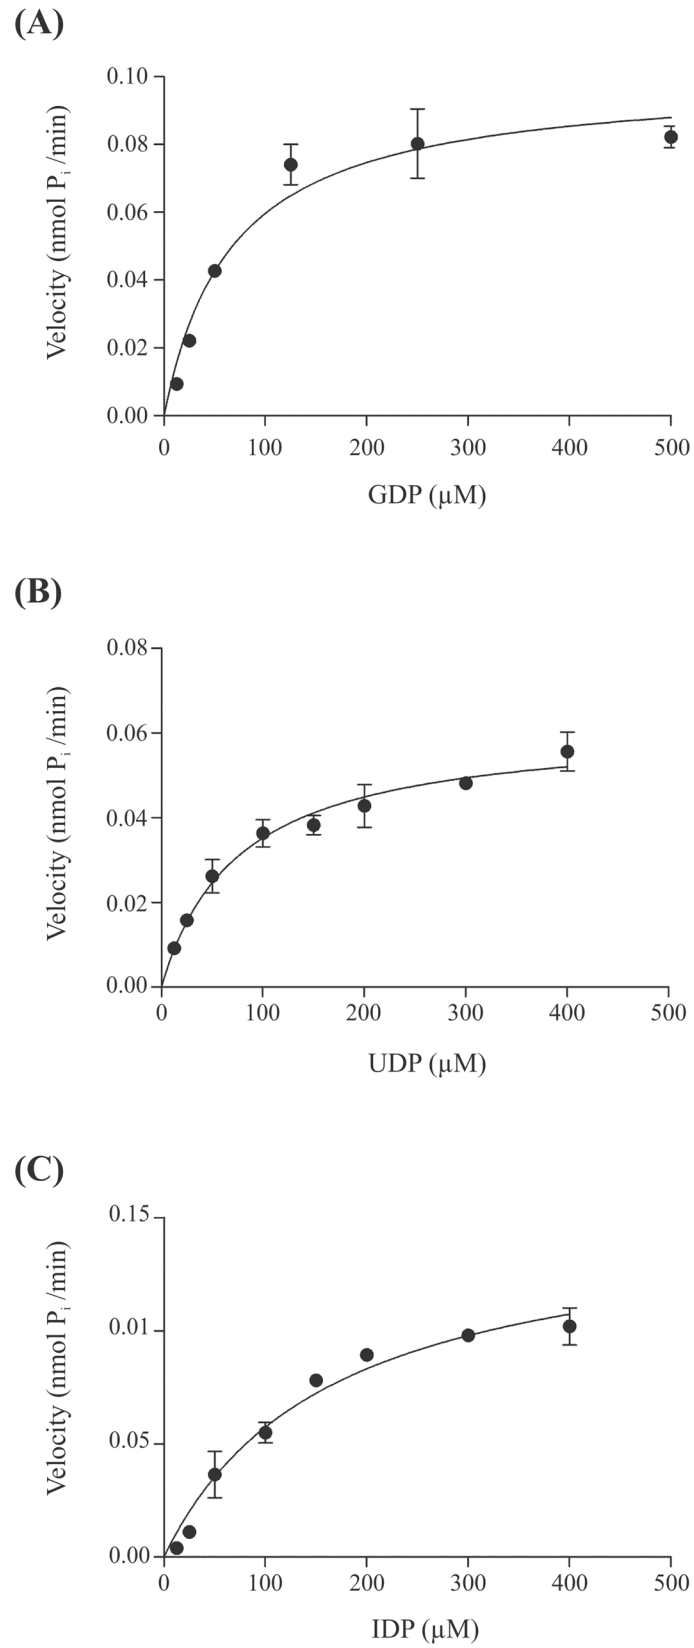 (A)
Velocity (nmol Pi /min)
0.10
0.08
0.06
0.04
0.02
0.00
0 100 200 300 400 500
GDP (µM)
(B)
Velocity (nmol Pi /min)
0.08
0.06
0.04
0.02
0.00
0 100 200 300 400 500
UDP (µM)
(C)
Velocity (nmol Pi /min)
0.15
0.01
0.05
0.00
0 100 200 300 400 500
IDP (µM)